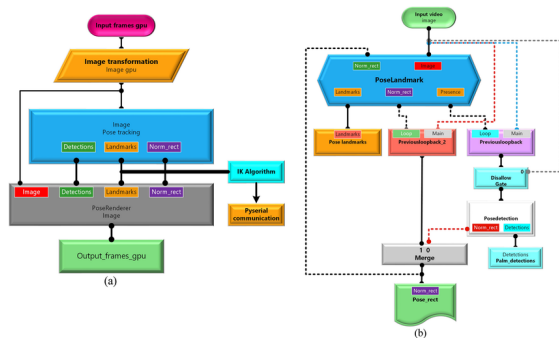 Input frames gpu
Image transformation
Image gpu
Image
Pose tracking
Detections
Landmarks
Norm_rect
Image
Detections
Landmarks
Norm_rect
PoseRenderer
Image
Output_frames_gpu
IK Algorithm
Pyserial
communication
(a)
Input video
image
Norm_rect
Image
PoseLandmark
Landmarks
Norm_rect
Presence
Landmarks
Pose landmarks
Loop
Main
Previousloopback_2
Loop
Main
Previousloopback
0
Disallow
Gate
Posedetection
Norm_rect
Detections
Palm_detections
1 0
Merge
Norm_rect
Pose_rect
(b)